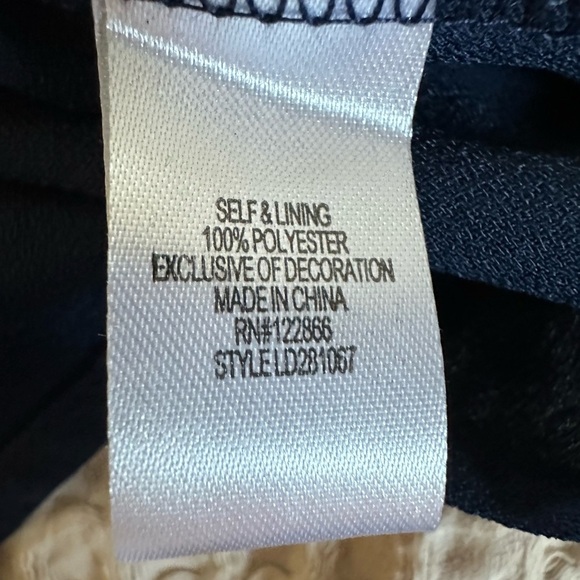 SELF & LINING
100% POLYESTER
EXCLUSIVE OF DECORATION
MADE IN CHINA
RN#122866
STYLE LD281067